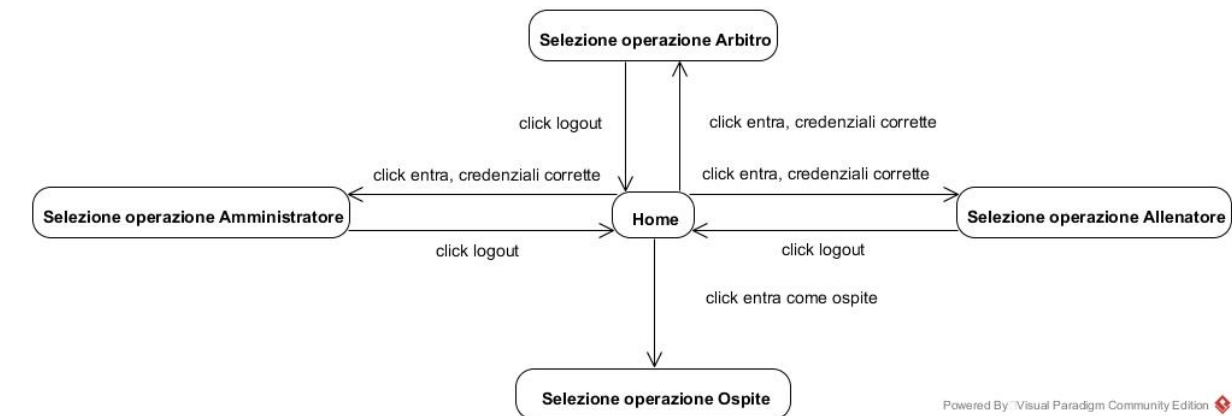 Selezione operazione Arbitro
click logout
click entra, credenziali corrette
click entra, credenziali corrette
click entra, credenziali corrette
Selezione operazione Amministratore
Home
Selezione operazione Allenatore
click logout
click logout
click entra come ospite
Selezione operazione Ospite
Powered By Visual Paradigm Community Edition